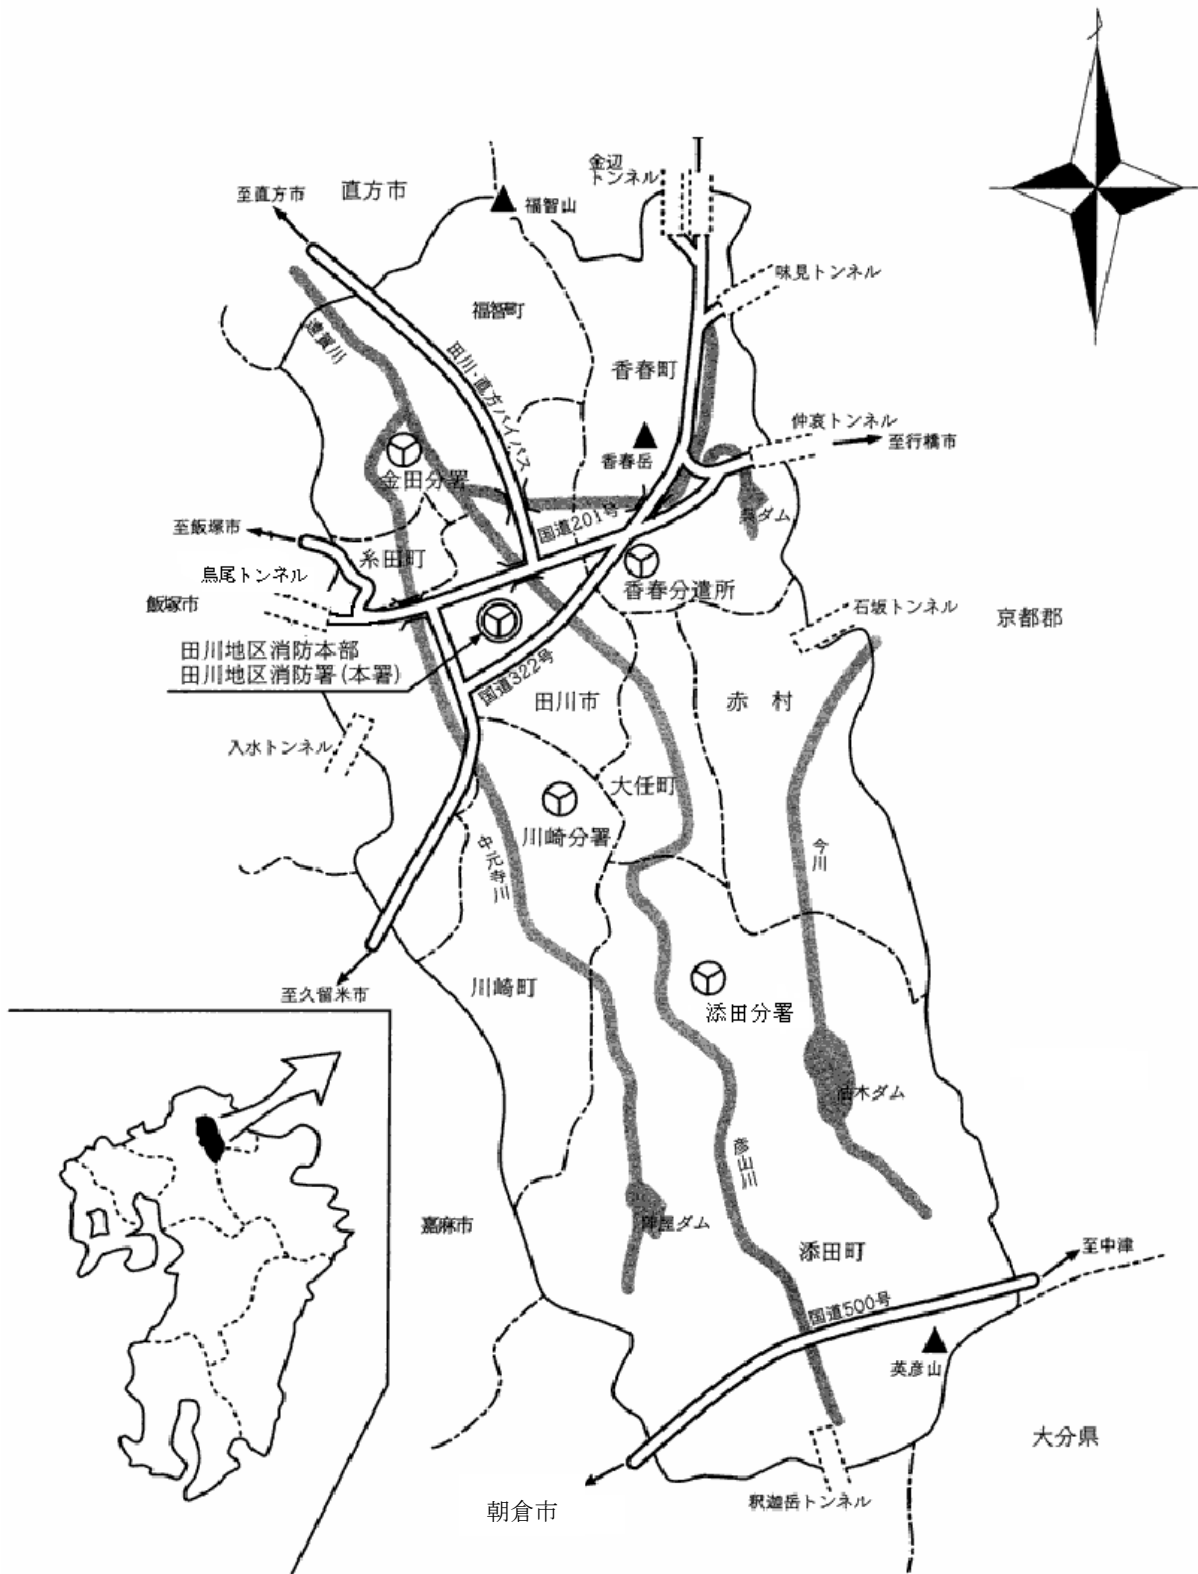 金辺
トンネル
至直方市
直方市
福智山
味見トンネル
福智町
遠賀川
田川・直方バイパス
香春町
仲哀トンネル
至行橋市
香春岳
金田分署
呉ダム
国道201号
至飯塚市
糸田町
烏尾トンネル
香春分遣所
飯塚市
石坂トンネル
京都郡
田川地区消防本部
田川地区消防署(本署)
国道322号
田川市
赤 村
入水トンネル
大任町
川崎分署
中元寺川
今川
川崎町
至久留米市
添田分署
油木ダム
彦山川
陣屋ダム
嘉麻市
添田町
至中津
国道500号
英彦山
大分県
釈迦岳トンネル
朝倉市